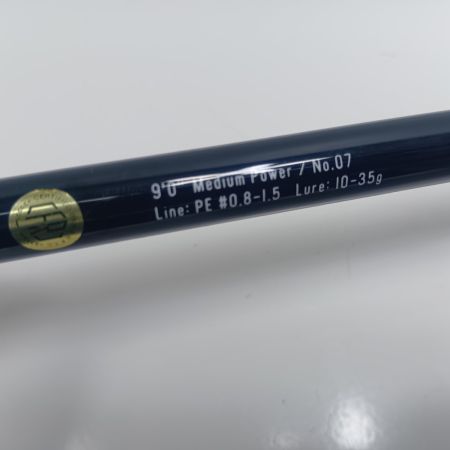 9'0" Medium Power / No.07
Line: PE #0.8-1.5 Lure: 10-35g